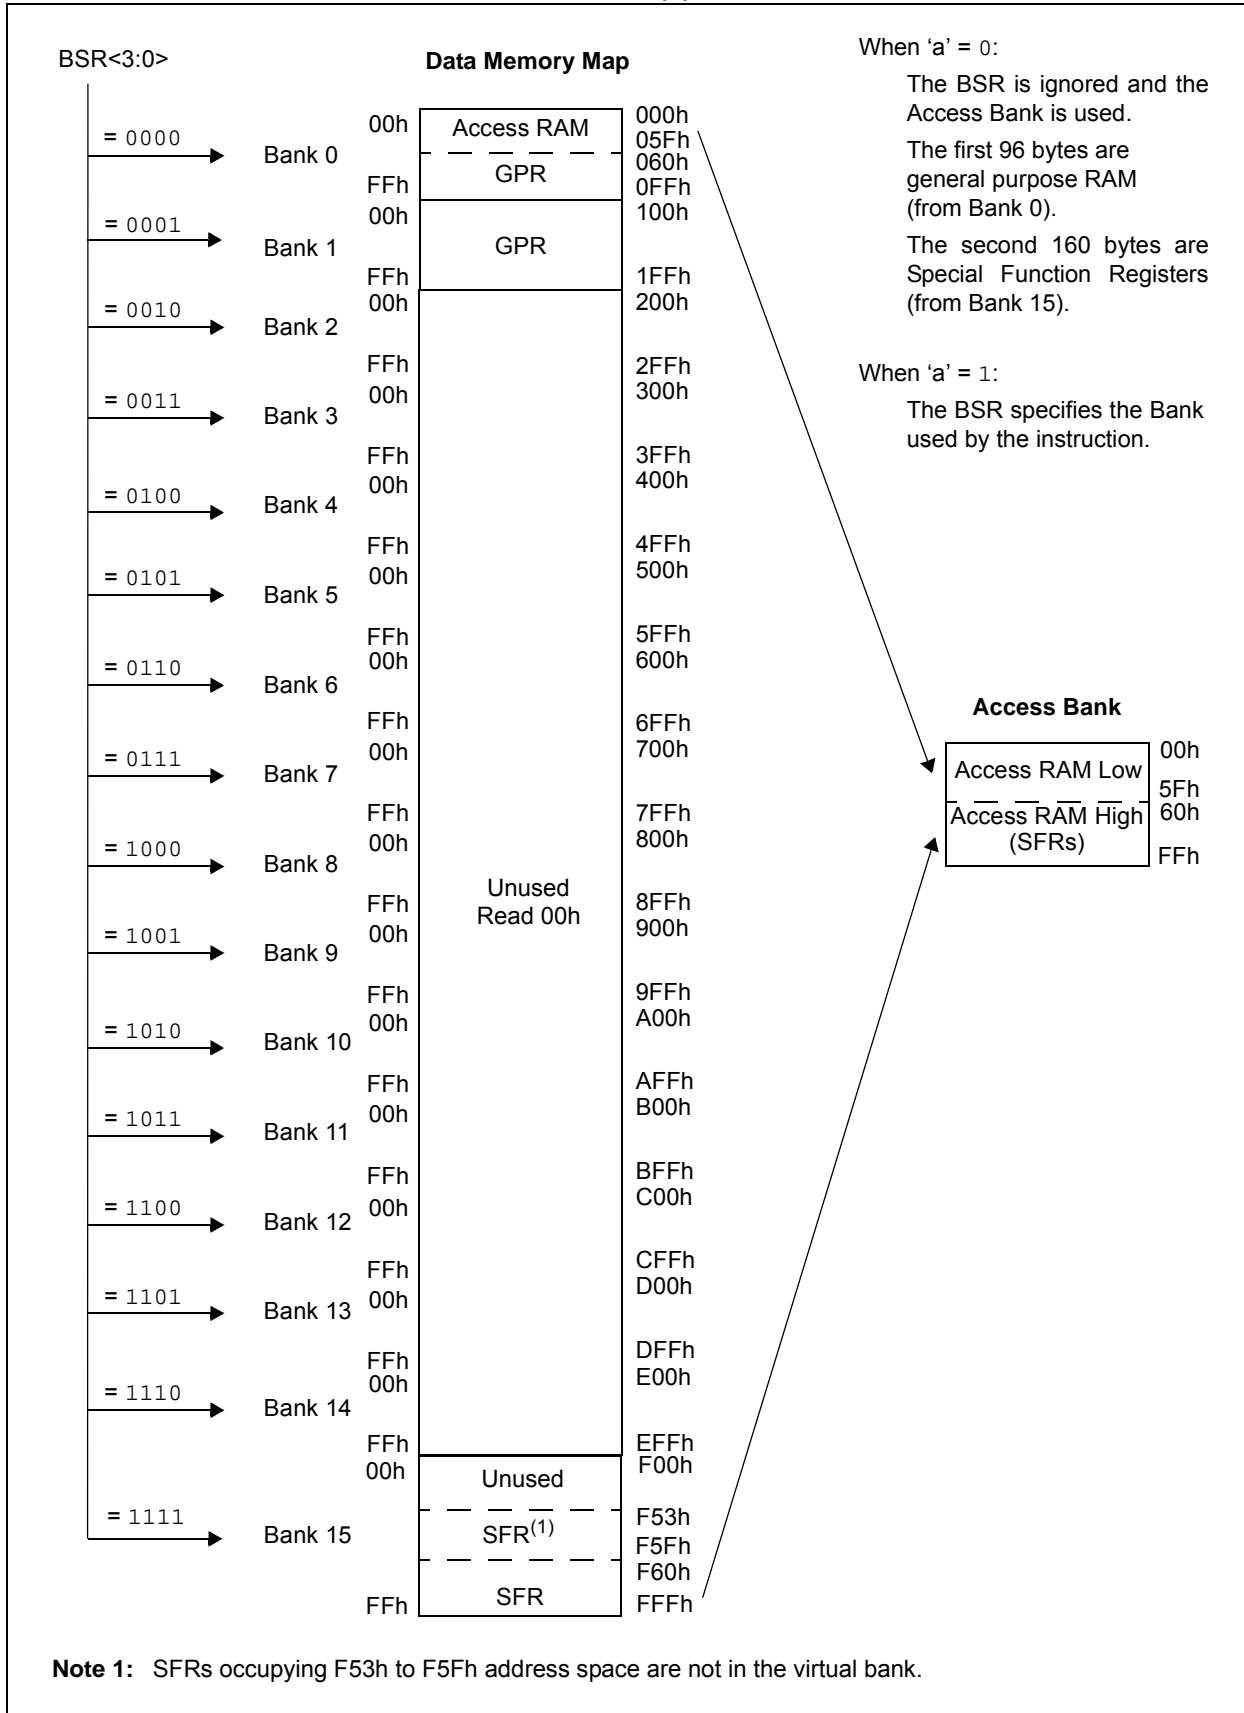 BSR<3:0>
Data Memory Map
When ‘a’ = 0:
The BSR is ignored and the
Access Bank is used.
The first 96 bytes are
general purpose RAM
(from Bank 0).
The second 160 bytes are
Special Function Registers
(from Bank 15).
When ‘a’ = 1:
The BSR specifies the Bank
used by the instruction.
= 0000
Bank 0
00h
FFh
Access RAM
GPR
000h
05Fh
060h
0FFh
= 0001
Bank 1
00h
FFh
GPR
100h
1FFh
= 0010
Bank 2
00h
FFh
200h
2FFh
= 0011
Bank 3
00h
FFh
300h
3FFh
= 0100
Bank 4
00h
FFh
400h
4FFh
= 0101
Bank 5
00h
FFh
500h
5FFh
= 0110
Bank 6
00h
FFh
600h
6FFh
= 0111
Bank 7
00h
FFh
700h
7FFh
= 1000
Bank 8
00h
FFh
800h
8FFh
Unused
Read 00h
= 1001
Bank 9
00h
FFh
900h
9FFh
= 1010
Bank 10
00h
FFh
A00h
AFFh
= 1011
Bank 11
00h
FFh
B00h
BFFh
= 1100
Bank 12
00h
FFh
C00h
CFFh
= 1101
Bank 13
00h
FFh
D00h
DFFh
= 1110
Bank 14
00h
FFh
E00h
EFFh
= 1111
Bank 15
00h
FFh
Unused
SFR(1)
SFR
F00h
F53h
F5Fh
F60h
FFFh
Access Bank
Access RAM Low
Access RAM High
(SFRs)
00h
5Fh
60h
FFh
Note 1: SFRs occupying F53h to F5Fh address space are not in the virtual bank.